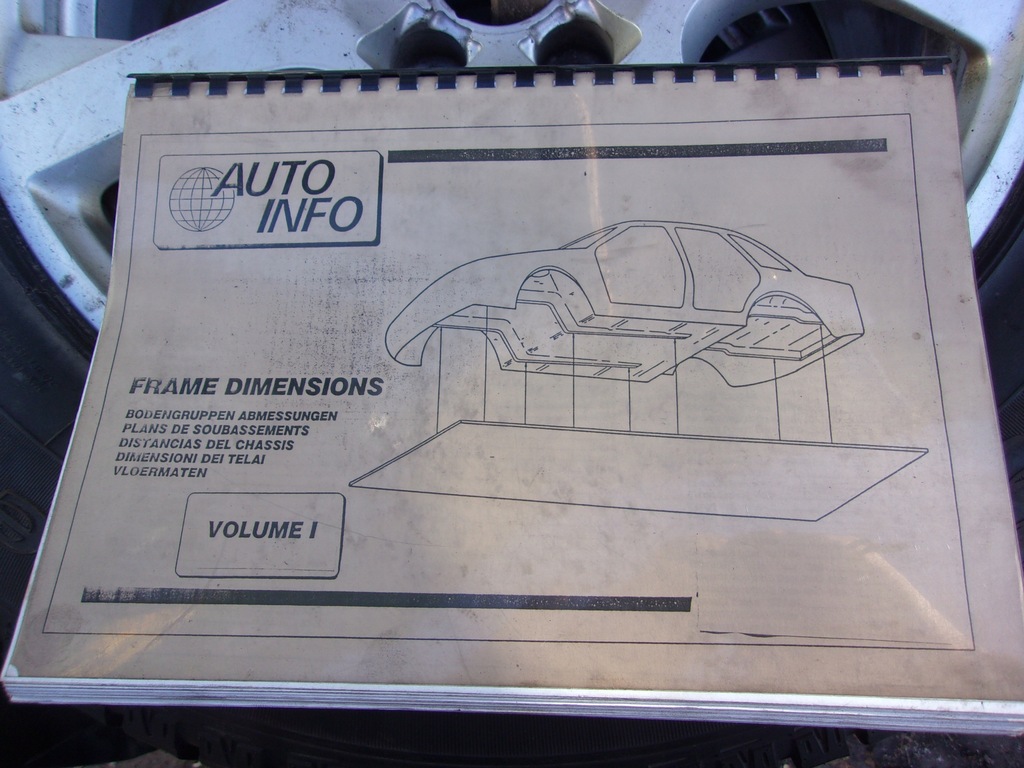 AUTO
INFO
FRAME DIMENSIONS
BODENGRUPPEN ABMESSUNGEN
PLANS DE SOUBASSEMENTS
DISTANCIAS DEL CHASSIS
DIMENSIONI DEI TELAI
VLOERMATEN
VOLUME I